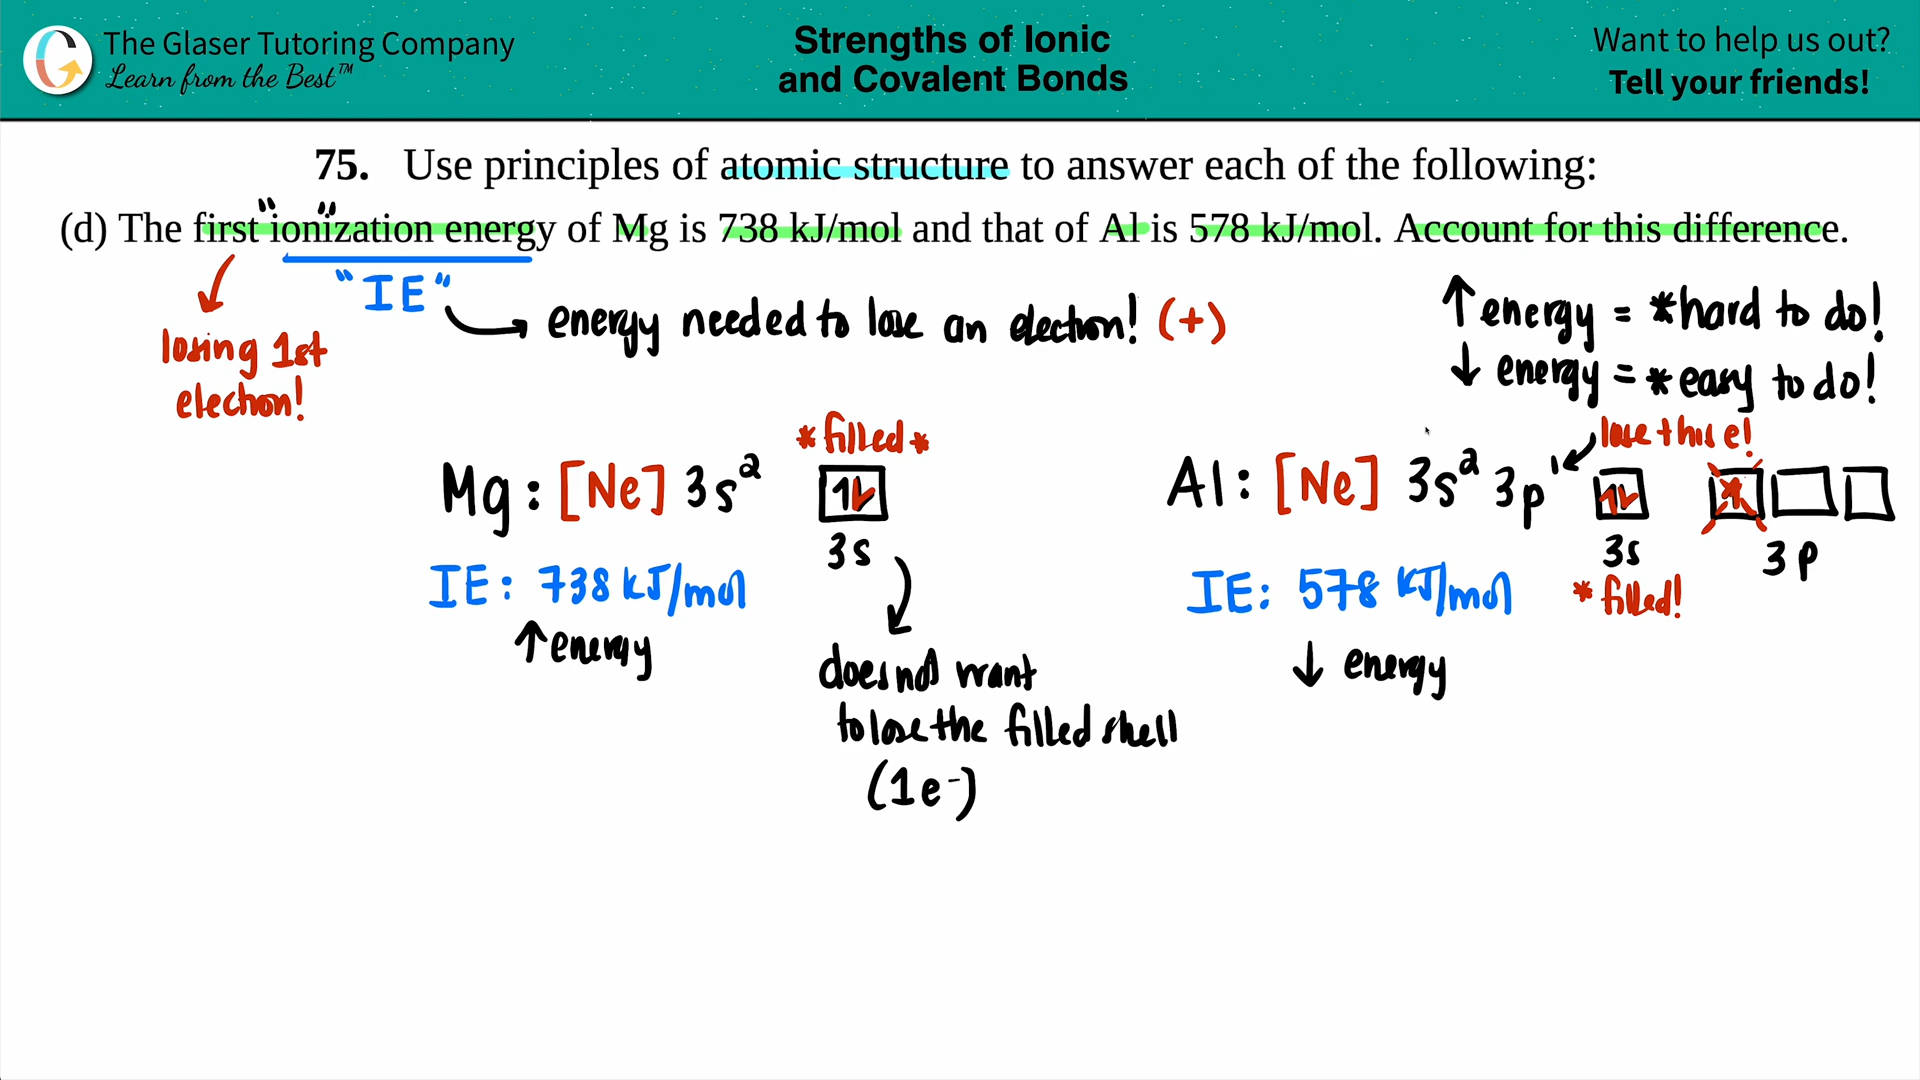 The Glaser Tutoring Company
Learn from the Best™
Strengths of Ionic
and Covalent Bonds
Want to help us out?
Tell your friends!
75. Use principles of atomic structure to answer each of the following:
(d) The first "ionization energy of Mg is 738 kJ/mol and that of Al is 578 kJ/mol. Account for this difference.
"IE"
energy needed to lose an electron! (+)
losing 1st
electron!
↑ energy = *hard to do!
↓ energy = *easy to do!
*filled*
lose this e!
Mg: [Ne] 3s²
3s
IE: 738 kJ/mol
↑ energy
does not want
to lose the filled shell
(1e⁻)
Al: [Ne] 3s² 3p¹
3s
3p
IE: 578 kJ/mol
*filled!
↓ energy